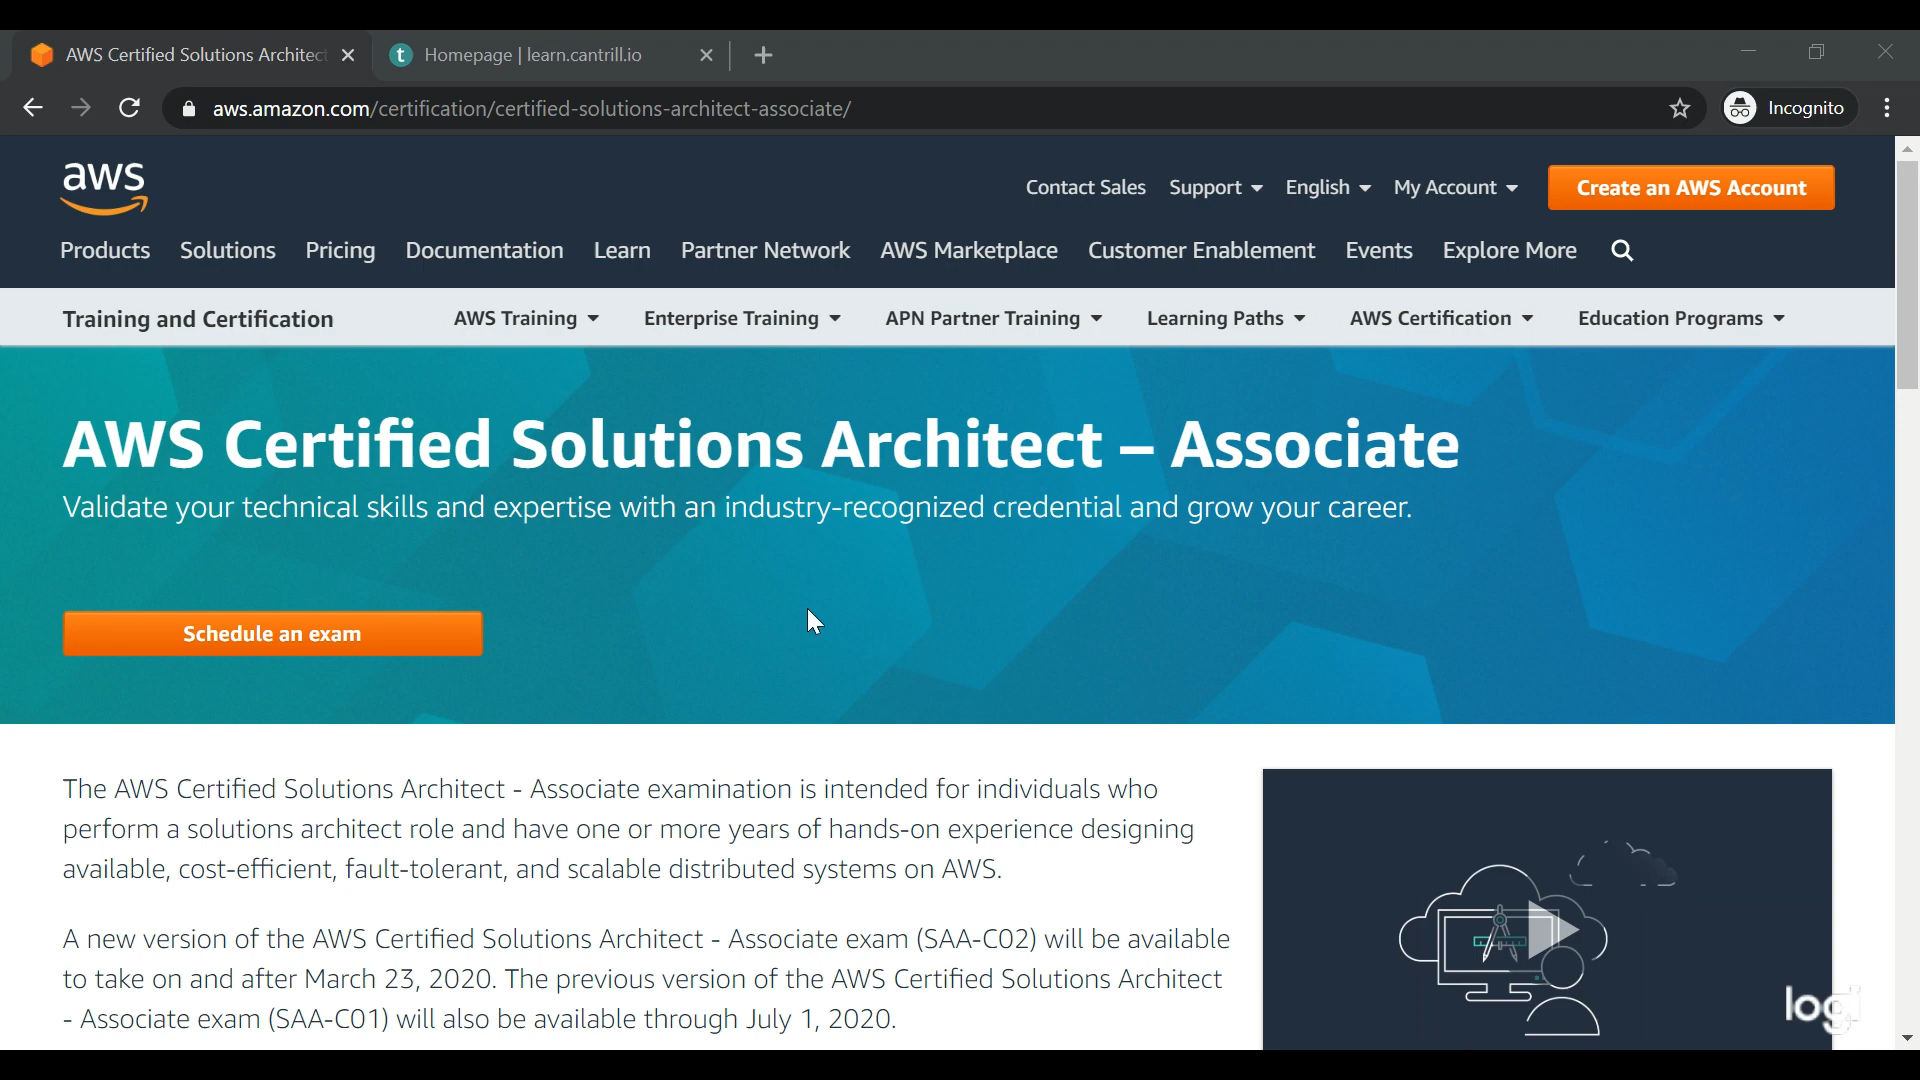 AWS Certified Solutions Architect
Homepage | learn.cantrill.io
aws.amazon.com/certification/certified-solutions-architect-associate/
Incognito
aws
Contact Sales Support English My Account Create an AWS Account
Products Solutions Pricing Documentation Learn Partner Network AWS Marketplace Customer Enablement Events Explore More
Training and Certification AWS Training Enterprise Training APN Partner Training Learning Paths AWS Certification Education Programs
AWS Certified Solutions Architect – Associate
Validate your technical skills and expertise with an industry-recognized credential and grow your career.
Schedule an exam
The AWS Certified Solutions Architect - Associate examination is intended for individuals who
perform a solutions architect role and have one or more years of hands-on experience designing
available, cost-efficient, fault-tolerant, and scalable distributed systems on AWS.
A new version of the AWS Certified Solutions Architect - Associate exam (SAA-C02) will be available
to take on and after March 23, 2020. The previous version of the AWS Certified Solutions Architect
- Associate exam (SAA-C01) will also be available through July 1, 2020.
logi